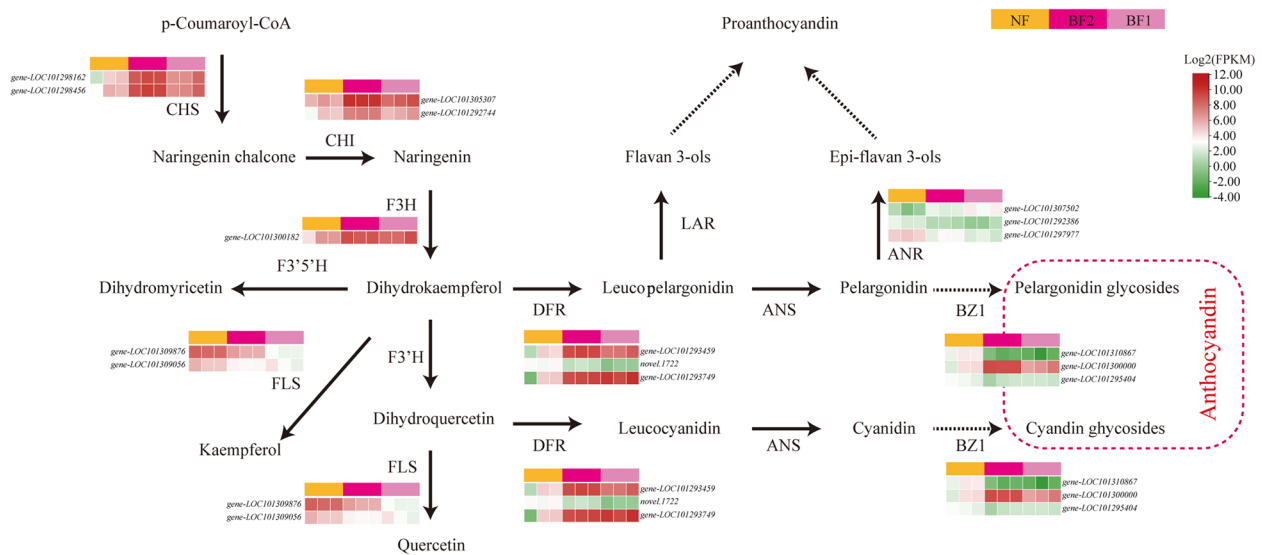 p-Coumaroyl-CoA
Proanthocyandin
NF BF2 BF1
Log2(FPKM)
12.00
10.00
8.00
6.00
4.00
2.00
0.00
-2.00
-4.00
gene-LOC101298162
gene-LOC101298456
CHS
gene-LOC101305307
gene-LOC101292744
CHI
Naringenin chalcone
Naringenin
Flavan 3-ols
Epi-flavan 3-ols
F3H
gene-LOC101300182
LAR
gene-LOC101307502
gene-LOC101292386
gene-LOC101297977
ANR
F3’5’H
Dihydromyricetin
Dihydrokaempferol
DFR
Leucopelargonidin
ANS
Pelargonidin
BZ1
Pelargonidin glycosides
gene-LOC101309876
gene-LOC101309056
FLS
F3’H
gene-LOC101293459
novel.1722
gene-LOC101293749
gene-LOC101310867
gene-LOC101300000
gene-LOC101295404
Anthocyandin
Kaempferol
Dihydroquercetin
DFR
Leucocyanidin
ANS
Cyanidin
BZ1
Cyandin ghycosides
FLS
gene-LOC101309876
gene-LOC101309056
gene-LOC101293459
novel.1722
gene-LOC101293749
gene-LOC101310867
gene-LOC101300000
gene-LOC101295404
Quercetin